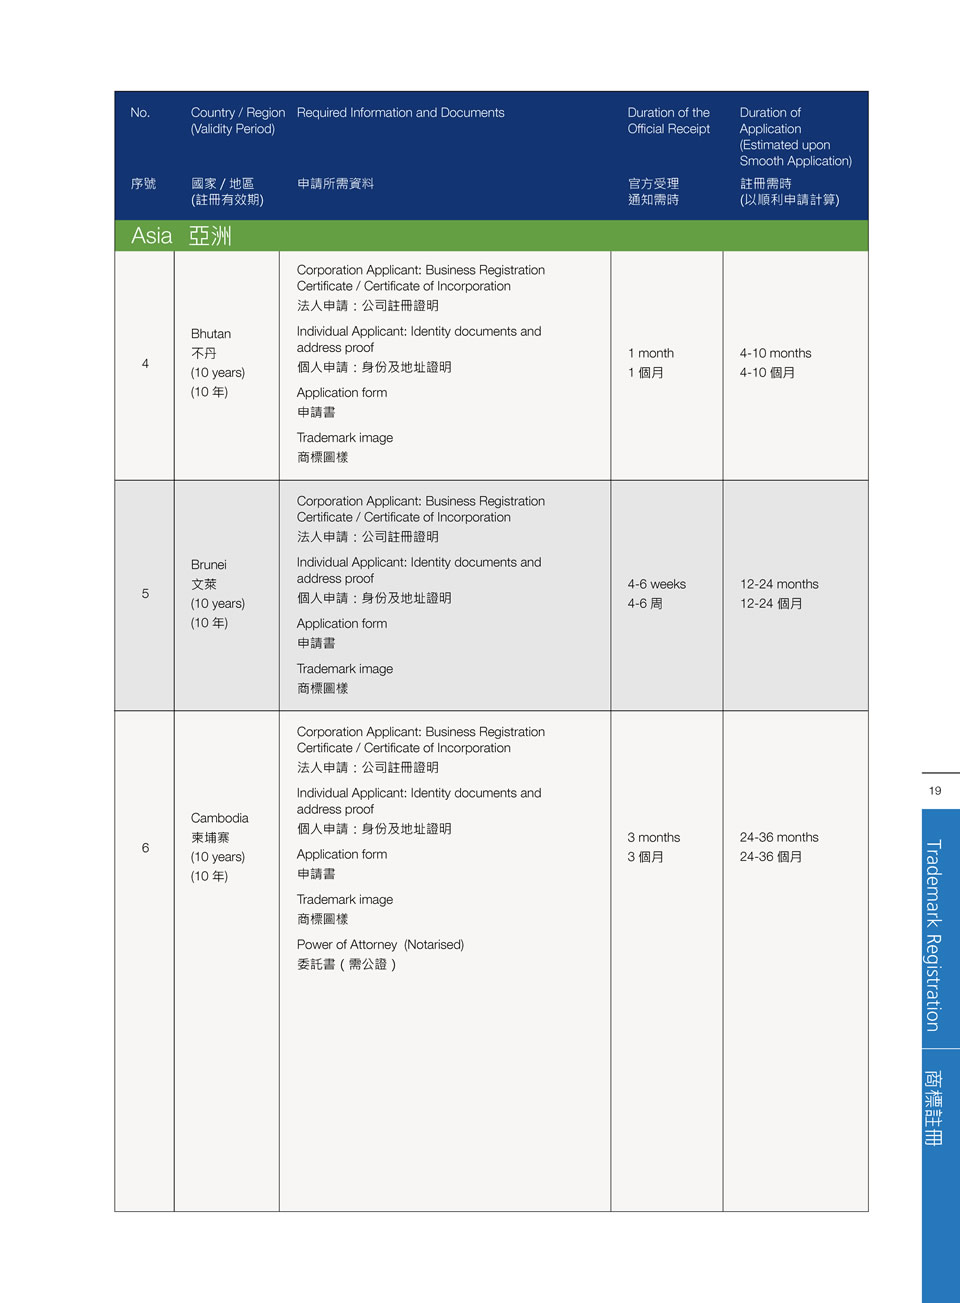 No.
Country / Region
(Validity Period)
Required Information and Documents
Duration of the
Official Receipt
Duration of
Application
(Estimated upon
Smooth Application)
序號
國家 / 地區
(註冊有效期)
申請所需資料
官方受理
通知需時
註冊需時
(以順利申請計算)
Asia 亞洲
4
Bhutan
不丹
(10 years)
(10 年)
Corporation Applicant: Business Registration
Certificate / Certificate of Incorporation
法人申請：公司註冊證明
Individual Applicant: Identity documents and
address proof
個人申請：身份及地址證明
Application form
申請書
Trademark image
商標圖樣
1 month
1 個月
4-10 months
4-10 個月
5
Brunei
文萊
(10 years)
(10 年)
Corporation Applicant: Business Registration
Certificate / Certificate of Incorporation
法人申請：公司註冊證明
Individual Applicant: Identity documents and
address proof
個人申請：身份及地址證明
Application form
申請書
Trademark image
商標圖樣
4-6 weeks
4-6 周
12-24 months
12-24 個月
6
Cambodia
柬埔寨
(10 years)
(10 年)
Corporation Applicant: Business Registration
Certificate / Certificate of Incorporation
法人申請：公司註冊證明
Individual Applicant: Identity documents and
address proof
個人申請：身份及地址證明
Application form
申請書
Trademark image
商標圖樣
Power of Attorney (Notarised)
委託書（需公證）
3 months
3 個月
24-36 months
24-36 個月
19
Trademark Registration
商標註冊